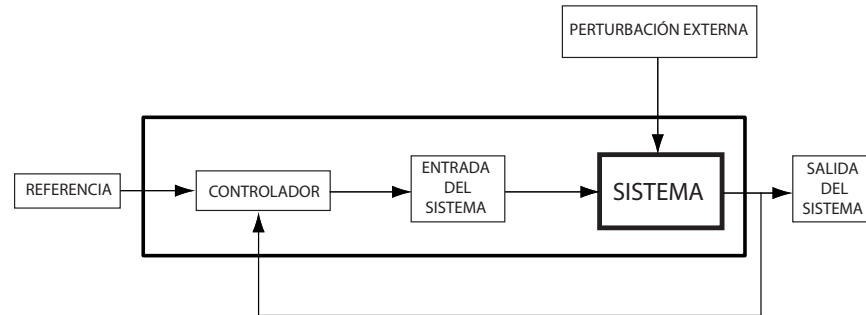 PERTURBACIÓN EXTERNA
REFERENCIA
CONTROLADOR
ENTRADA
DEL
SISTEMA
SISTEMA
SALIDA
DEL
SISTEMA